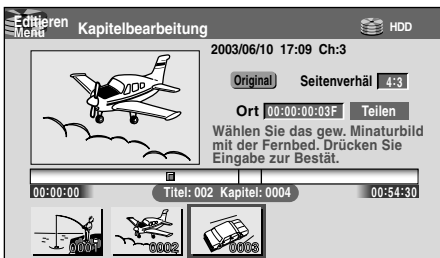 Editieren
Menü
Kapitelbearbeitung
HDD
2003/06/10 17:09 Ch:3
Original Seitenverhäl 4:3
Ort 00:00:00:03F Teilen
Wählen Sie das gew. Minaturbild
mit der Fernbed. Drücken Sie
Eingabe zur Bestät.
00:00:00 Titel: 002 Kapitel: 0004 00:54:30
0001 0002 0003